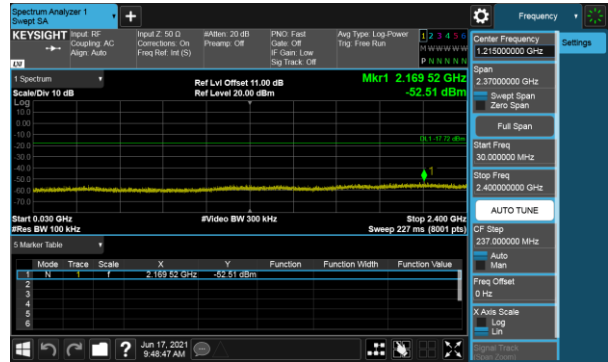 Spectrum Analyzer 1
Swept SA
+
Frequency
KEYSIGHT
Input: RF
Coupling: AC
Align: Auto
Input Z: 50 Ω
Corrections: On
Freq Ref: Int (S)
#Atten: 20 dB
Preamp: Off
PNO: Fast
Gate: Off
IF Gain: Low
Sig Track: Off
Avg Type: Log-Power
Trig: Free Run
1 2 3 4 5 6
M W W W W W
P N N N N N
LXI
1 Spectrum
Scale/Div 10 dB
Ref Lvl Offset 11.00 dB
Ref Level 20.00 dBm
Mkr1 2.169 52 GHz
-52.51 dBm
Log
10.0
0.00
-10.0
-20.0
-30.0
-40.0
-50.0
-60.0
-70.0
DL1 -17.72 dBm
1
Start 0.030 GHz
#Res BW 100 kHz
#Video BW 300 kHz
Stop 2.400 GHz
Sweep 227 ms (8001 pts)
5 Marker Table
Mode Trace Scale X Y Function Function Width Function Value
1 N 1 f 2.169 52 GHz -52.51 dBm
2
3
4
5
6
Center Frequency
1.215000000 GHz
Settings
Span
2.37000000 GHz
Swept Span
Zero Span
Full Span
Start Freq
30.000000 MHz
Stop Freq
2.400000000 GHz
AUTO TUNE
CF Step
237.000000 MHz
Auto
Man
Freq Offset
0 Hz
X Axis Scale
Log
Lin
Signal Track
(Span Zoom)
?
Jun 17, 2021
9:48:47 AM